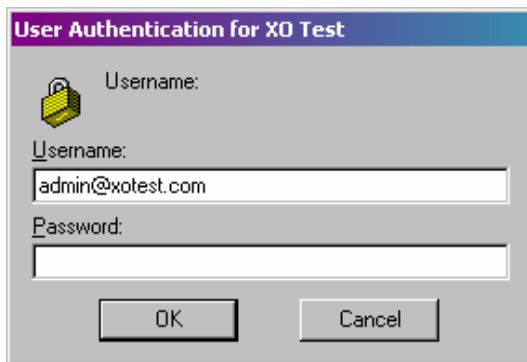 User Authentication for XO Test
Username:
Username:
admin@xotest.com
Password:
OK
Cancel